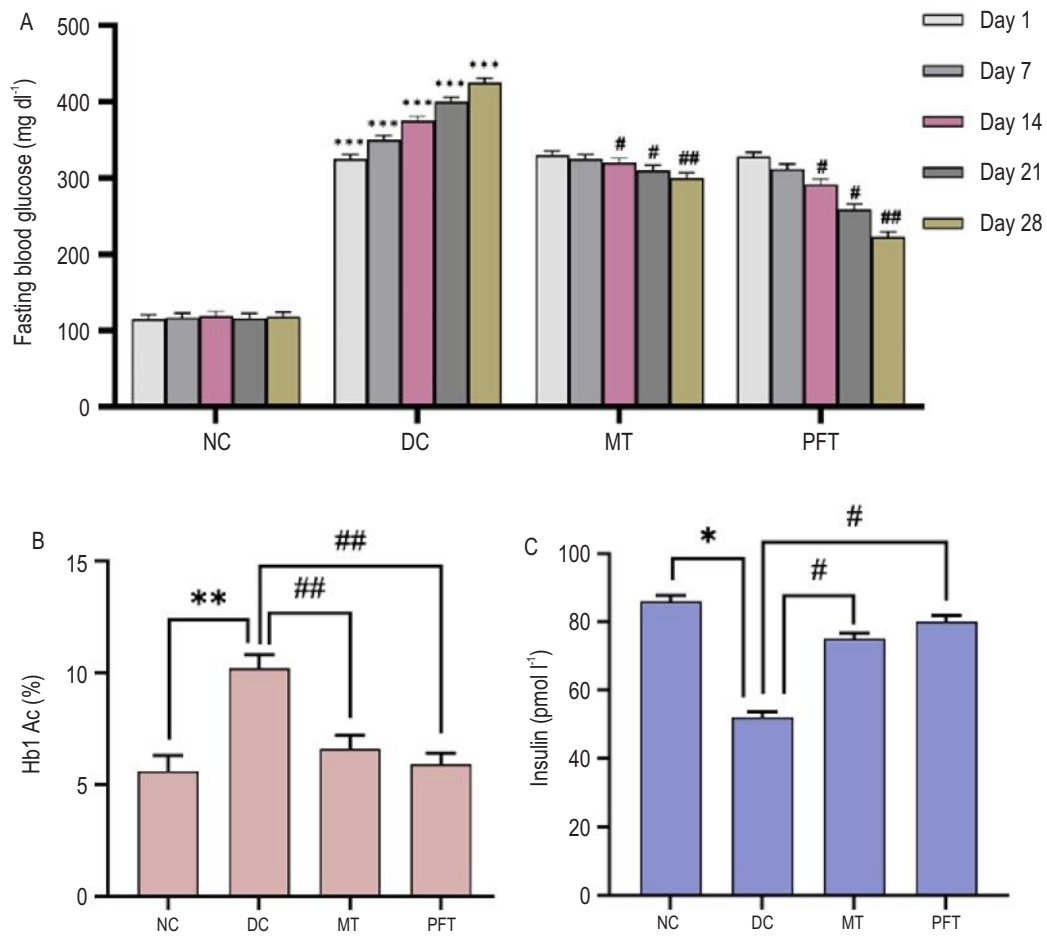 A
Fasting blood glucose (mg dl⁻¹)
500
400
300
200
100
0
*** *** *** *** ***
# # ##
# # ##
NC DC MT PFT
Day 1
Day 7
Day 14
Day 21
Day 28
B
Hb1 Ac (%)
15
10
5
0
**
##
##
NC DC MT PFT
C
Insulin (pmol l⁻¹)
100
80
60
40
20
0
*
#
#
NC DC MT PFT